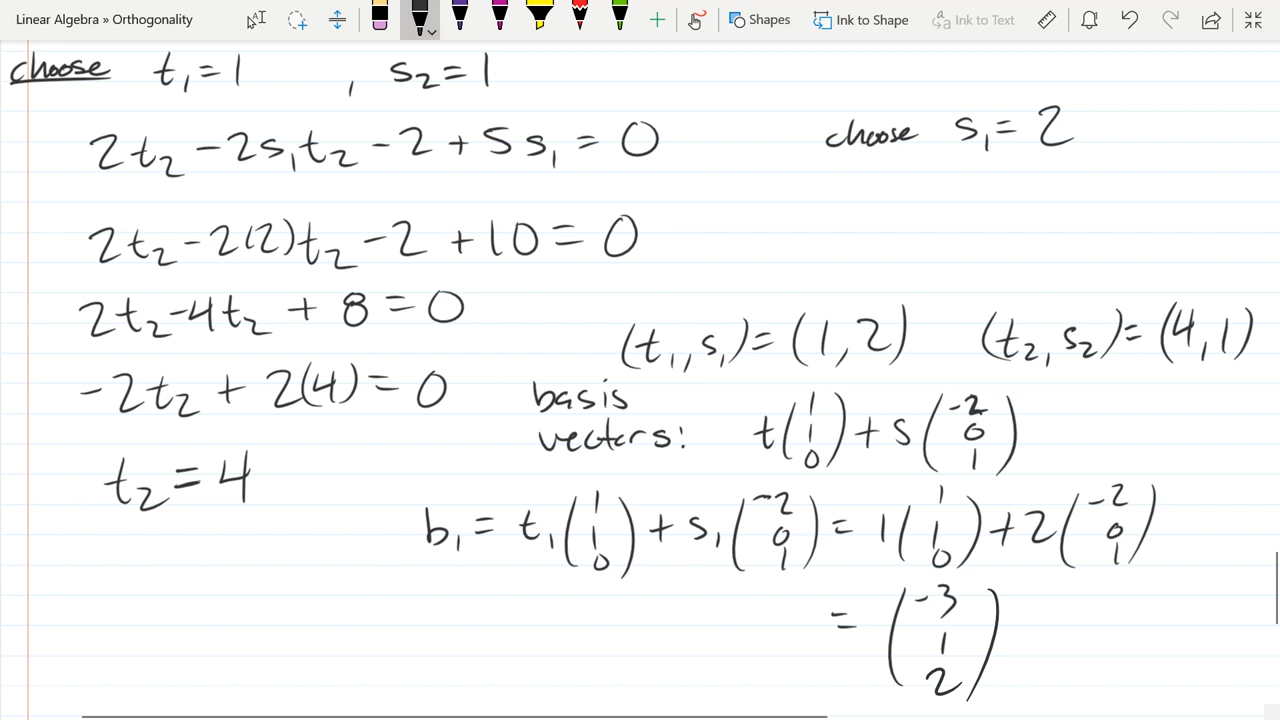 Linear Algebra » Orthogonality Shapes Ink to Shape Ink to Text
choose t₁ = 1 , s₂ = 1
2t₂ - 2s₁t₂ - 2 + 5s₁ = 0 choose s₁ = 2
2t₂ - 2(2)t₂ - 2 + 10 = 0
2t₂ - 4t₂ + 8 = 0
(t₁, s₁) = (1, 2) (t₂, s₂) = (4, 1)
-2t₂ + 2(4) = 0
basis
vectors: t(1 1 0) + s(-2 0 1)
t₂ = 4
b₁ = t₁(1 1 0) + s₁(-2 0 1) = 1(1 1 0) + 2(-2 0 1)
= (-3 1 2)